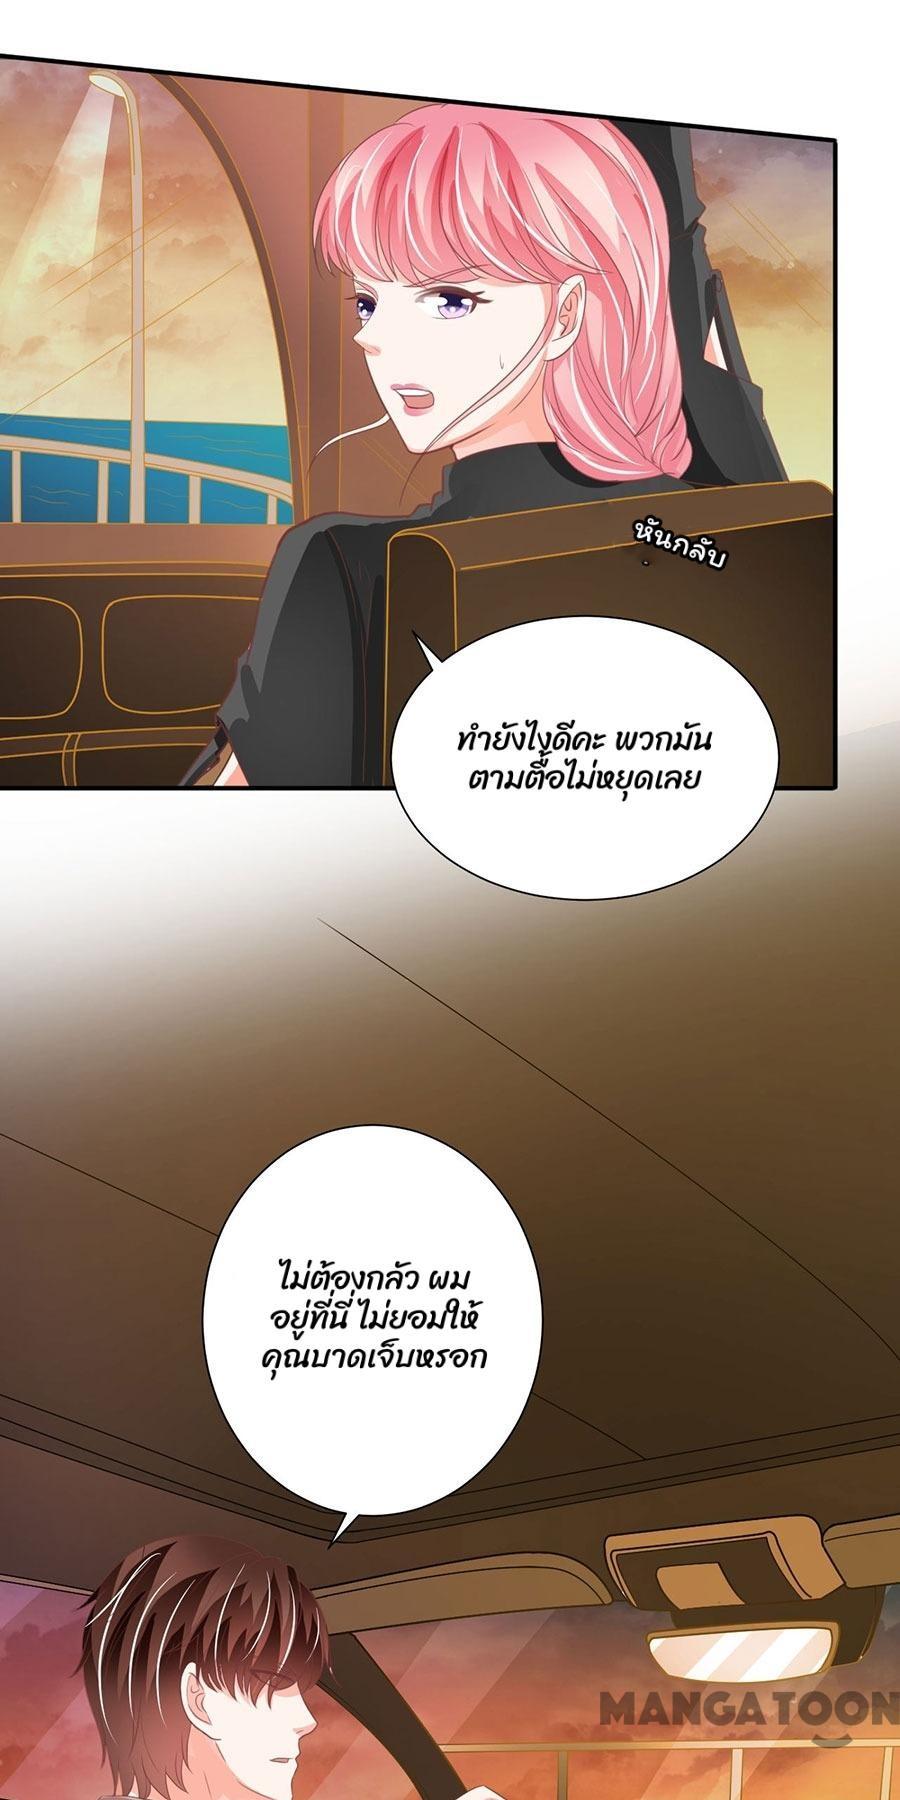 หันกลับ
ทำยังไงดีคะ พวกมัน
ตามตื้อไม่หยุดเลย
ไม่ต้องกลัว ผม
อยู่ที่นี่ ไม่ยอมให้
คุณบาดเจ็บหรอก
MANGATOON